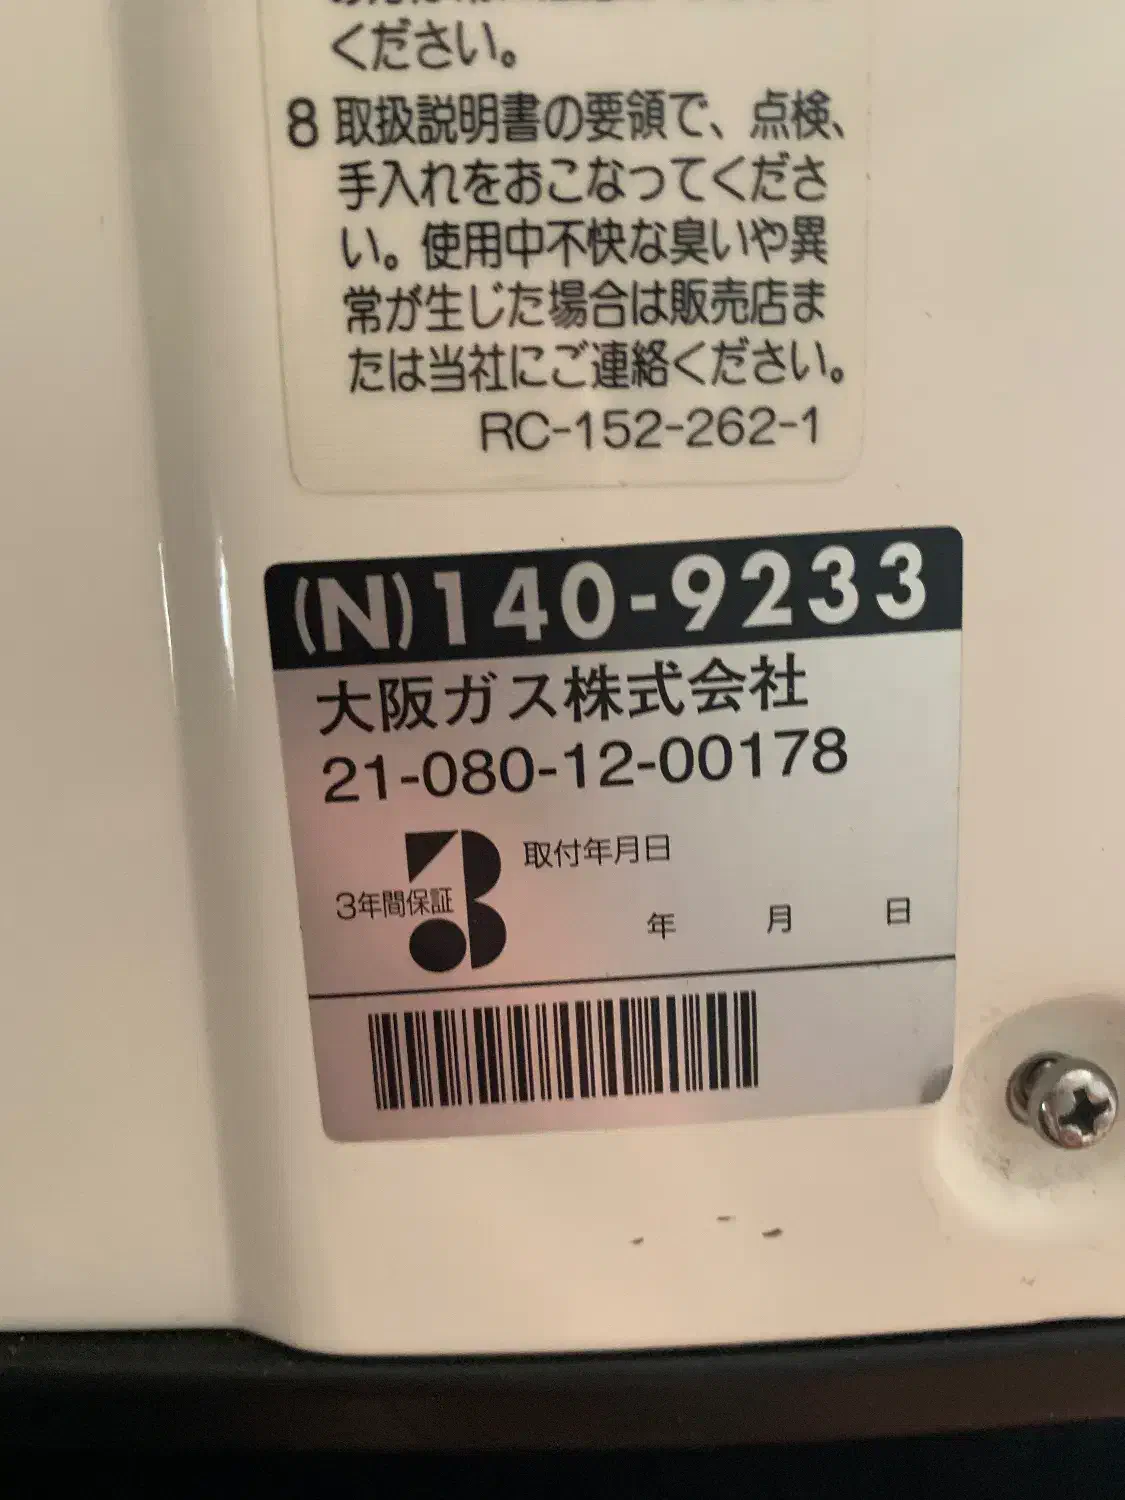 ください。
8 取扱説明書の要領で、点検、
手入れをおこなってくださ
い。使用中不快な臭いや異
常が生じた場合は販売店ま
たは当社にご連絡ください。
RC-152-262-1
(N)140-9233
大阪ガス株式会社
21-080-12-00178
取付年月日
3年間保証
年 月 日